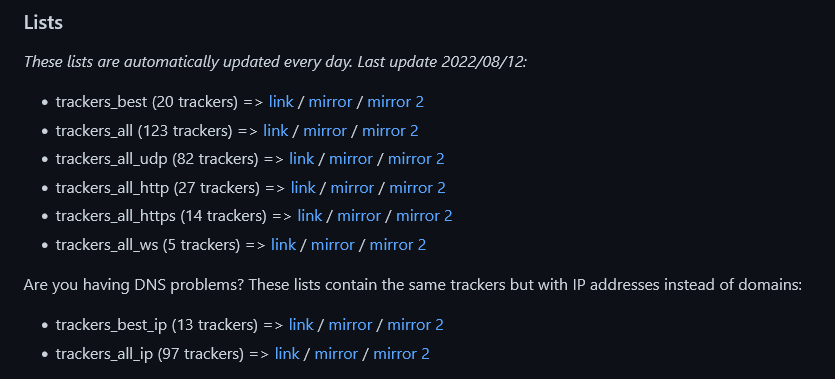 Lists
These lists are automatically updated every day. Last update 2022/08/12:
• trackers_best (20 trackers) => link / mirror / mirror 2
• trackers_all (123 trackers) => link / mirror / mirror 2
• trackers_all_udp (82 trackers) => link / mirror / mirror 2
• trackers_all_http (27 trackers) => link / mirror / mirror 2
• trackers_all_https (14 trackers) => link / mirror / mirror 2
• trackers_all_ws (5 trackers) => link / mirror / mirror 2
Are you having DNS problems? These lists contain the same trackers but with IP addresses instead of domains:
• trackers_best_ip (13 trackers) => link / mirror / mirror 2
• trackers_all_ip (97 trackers) => link / mirror / mirror 2